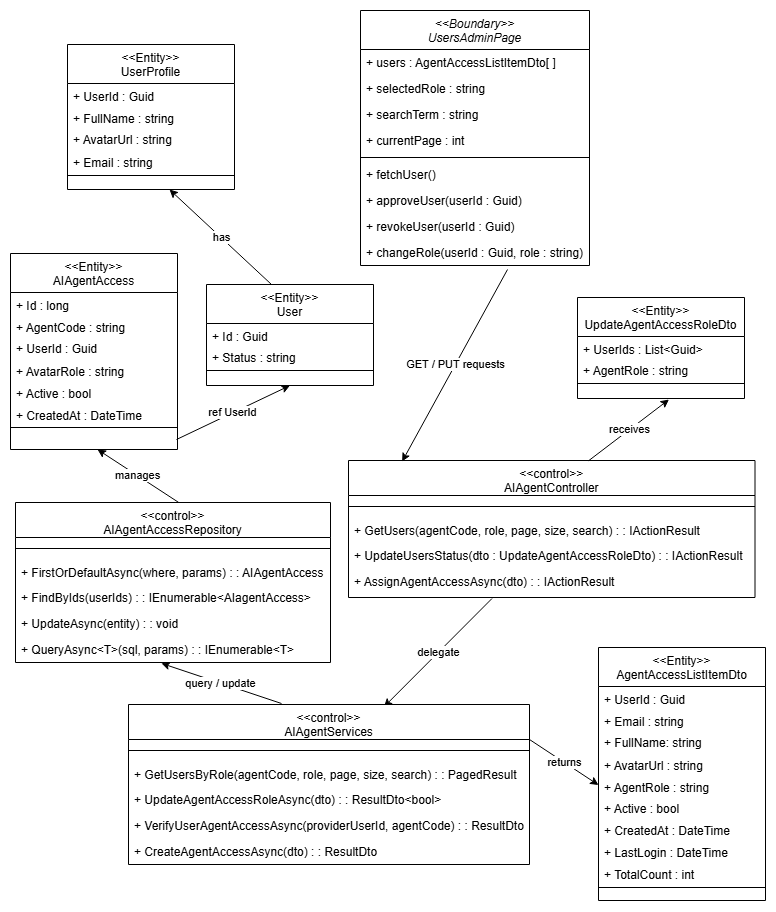 <<Boundary>>
UsersAdminPage
+ users : AgentAccessListItemDto[ ]
+ selectedRole : string
+ searchTerm : string
+ currentPage : int
+ fetchUser()
+ approveUser(userId : Guid)
+ revokeUser(userId : Guid)
+ changeRole(userId : Guid, role : string)
<<Entity>>
UserProfile
+ UserId : Guid
+ FullName : string
+ AvatarUrl : string
+ Email : string
has
<<Entity>>
AIAgentAccess
+ Id : long
+ AgentCode : string
+ UserId : Guid
+ AvatarRole : string
+ Active : bool
+ CreatedAt : DateTime
<<Entity>>
User
+ Id : Guid
+ Status : string
ref UserId
<<Entity>>
UpdateAgentAccessRoleDto
+ UserIds : List<Guid>
+ AgentRole : string
GET / PUT requests
receives
manages
<<control>>
AIAgentController
+ GetUsers(agentCode, role, page, size, search) : : IActionResult
+ UpdateUsersStatus(dto : UpdateAgentAccessRoleDto) : : IActionResult
+ AssignAgentAccessAsync(dto) : : IActionResult
<<control>>
AIAgentAccessRepository
+ FirstOrDefaultAsync(where, params) : : AIAgentAccess
+ FindByIds(userIds) : : IEnumerable<AIagentAccess>
+ UpdateAsync(entity) : : void
+ QueryAsync<T>(sql, params) : : IEnumerable<T>
delegate
query / update
<<control>>
AIAgentServices
+ GetUsersByRole(agentCode, role, page, size, search) : : PagedResult
+ UpdateAgentAccessRoleAsync(dto) : : ResultDto<bool>
+ VerifyUserAgentAccessAsync(providerUserId, agentCode) : : ResultDto
+ CreateAgentAccessAsync(dto) : : ResultDto
returns
<<Entity>>
AgentAccessListItemDto
+ UserId : Guid
+ Email : string
+ FullName: string
+ AvatarUrl : string
+ AgentRole : string
+ Active : bool
+ CreatedAt : DateTime
+ LastLogin : DateTime
+ TotalCount : int